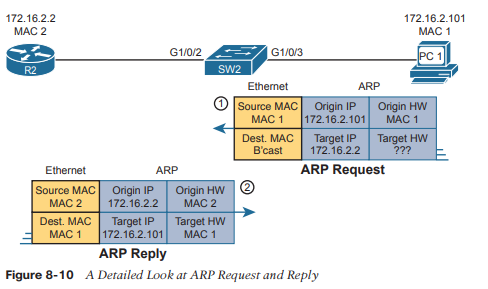 172.16.2.2
MAC 2
172.16.2.101
MAC 1
G1/0/2
G1/0/3
PC 1
R2
SW2
Ethernet
ARP
1
Source MAC
MAC 1
Origin IP
172.16.2.101
Origin HW
MAC 1
Dest. MAC
B'cast
Target IP
172.16.2.2
Target HW
???
ARP Request
Ethernet
ARP
Source MAC
MAC 2
Origin IP
172.16.2.2
Origin HW
MAC 2
2
Dest. MAC
MAC 1
Target IP
172.16.2.101
Target HW
MAC 1
ARP Reply
Figure 8-10 A Detailed Look at ARP Request and Reply